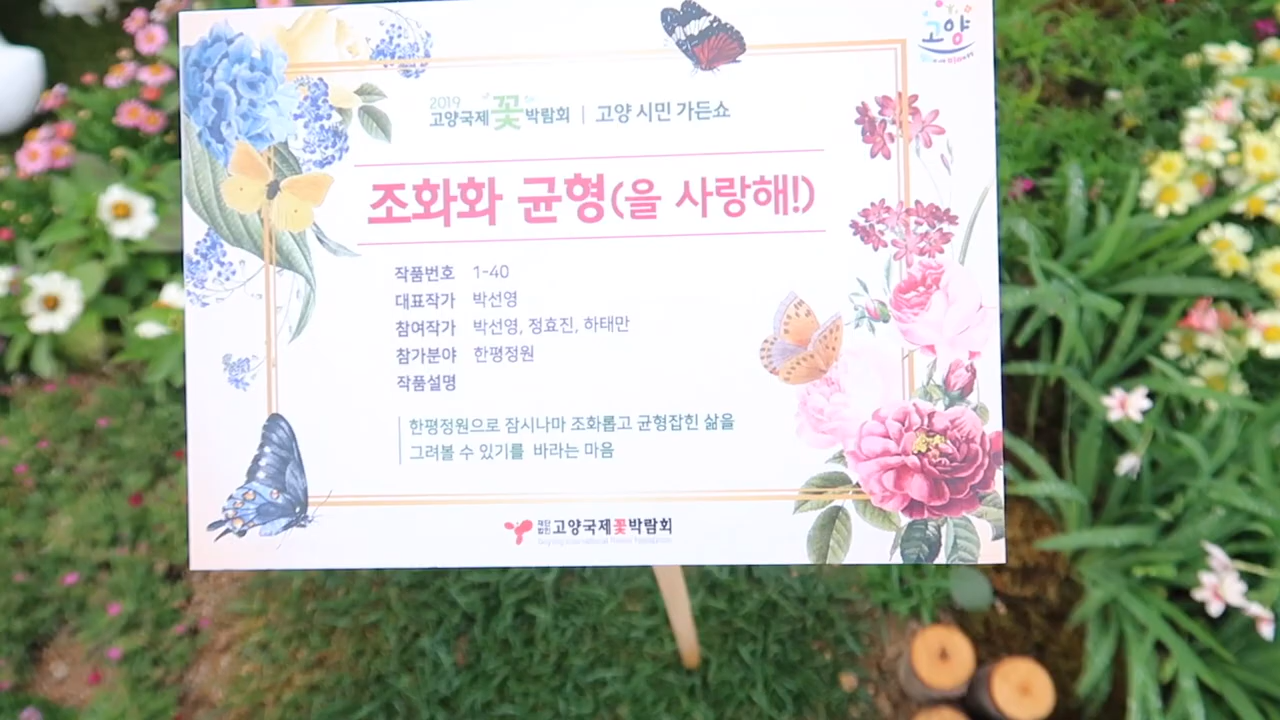 고양
2019
고양국제꽃박람회 | 고양 시민 가든쇼
조화화 균형(을 사랑해!)
작품번호 1-40
대표작가 박선영
참여작가 박선영, 정효진, 하태만
참가분야 한평정원
작품설명
한평정원으로 잠시나마 조화롭고 균형잡힌 삶을
그려볼 수 있기를 바라는 마음
재단법인 고양국제꽃박람회